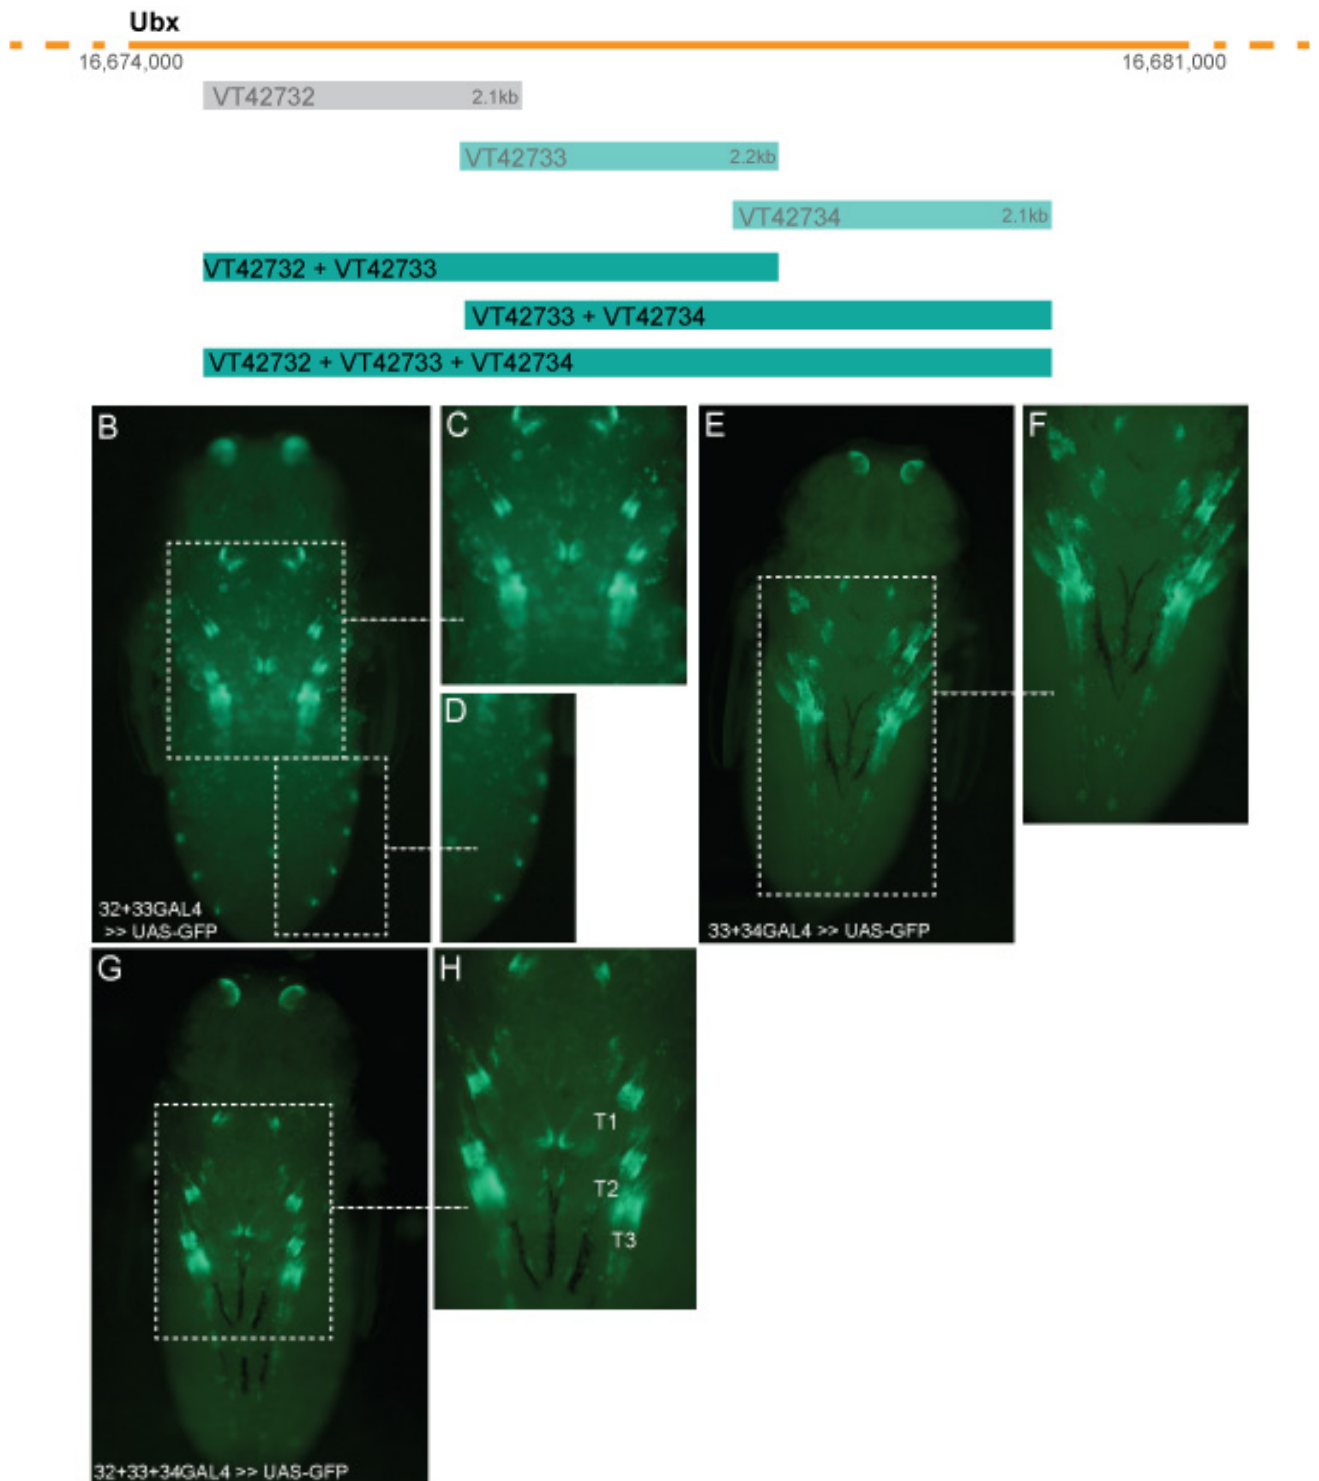 Ubx
16,674,000
16,681,000
VT42732 2.1kb
VT42733 2.2kb
VT42734 2.1kb
VT42732 + VT42733
VT42733 + VT42734
VT42732 + VT42733 + VT42734
B
C
E
F
D
32+33GAL4
>> UAS-GFP
33+34GAL4 >> UAS-GFP
G
H
T1
T2
T3
32+33+34GAL4 >> UAS-GFP